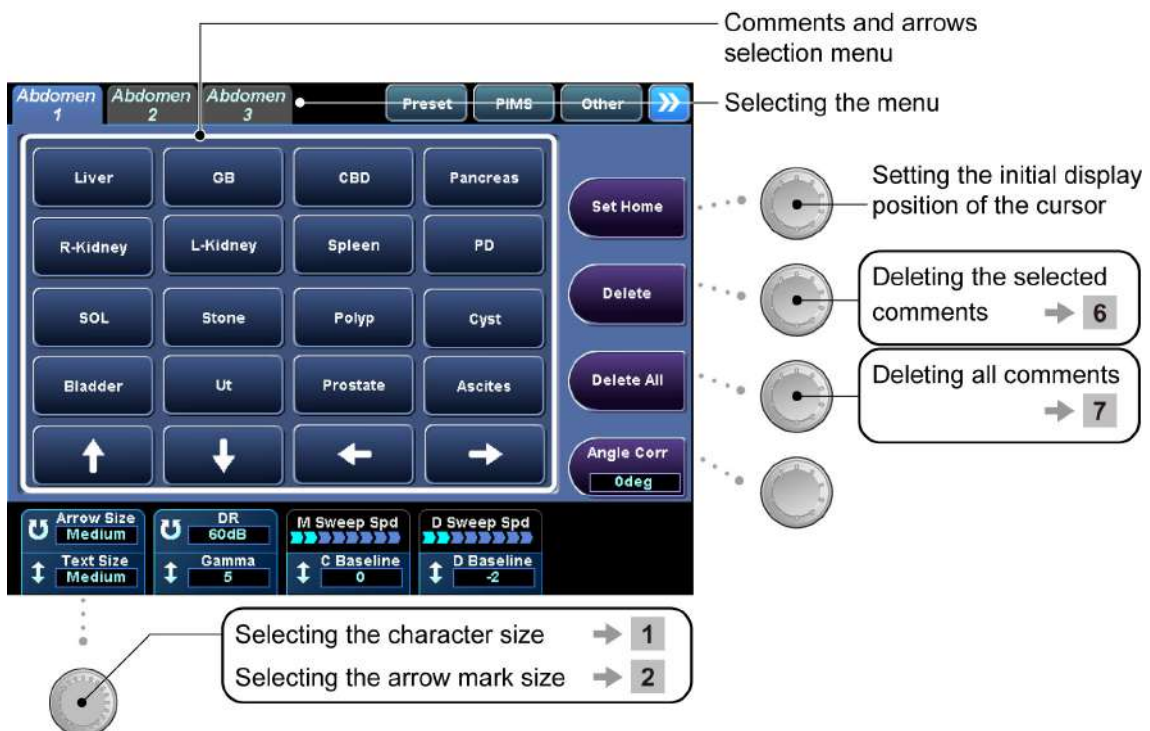 Comments and arrows
selection menu
Abdomen 1 Abdomen 2 Abdomen 3 Preset PIMS Other
Selecting the menu
Liver GB CBD Pancreas
Set Home
Setting the initial display
position of the cursor
R-Kidney L-Kidney Spleen PD
Delete
Deleting the selected
comments 6
SOL Stone Polyp Cyst
Bladder Ut Prostate Ascites
Delete All
Deleting all comments
7
Angle Corr
0deg
Arrow Size DR M Sweep Spd D Sweep Spd
Medium 60dB
Text Size Gamma C Baseline D Baseline
Medium 5 0 -2
Selecting the character size 1
Selecting the arrow mark size 2